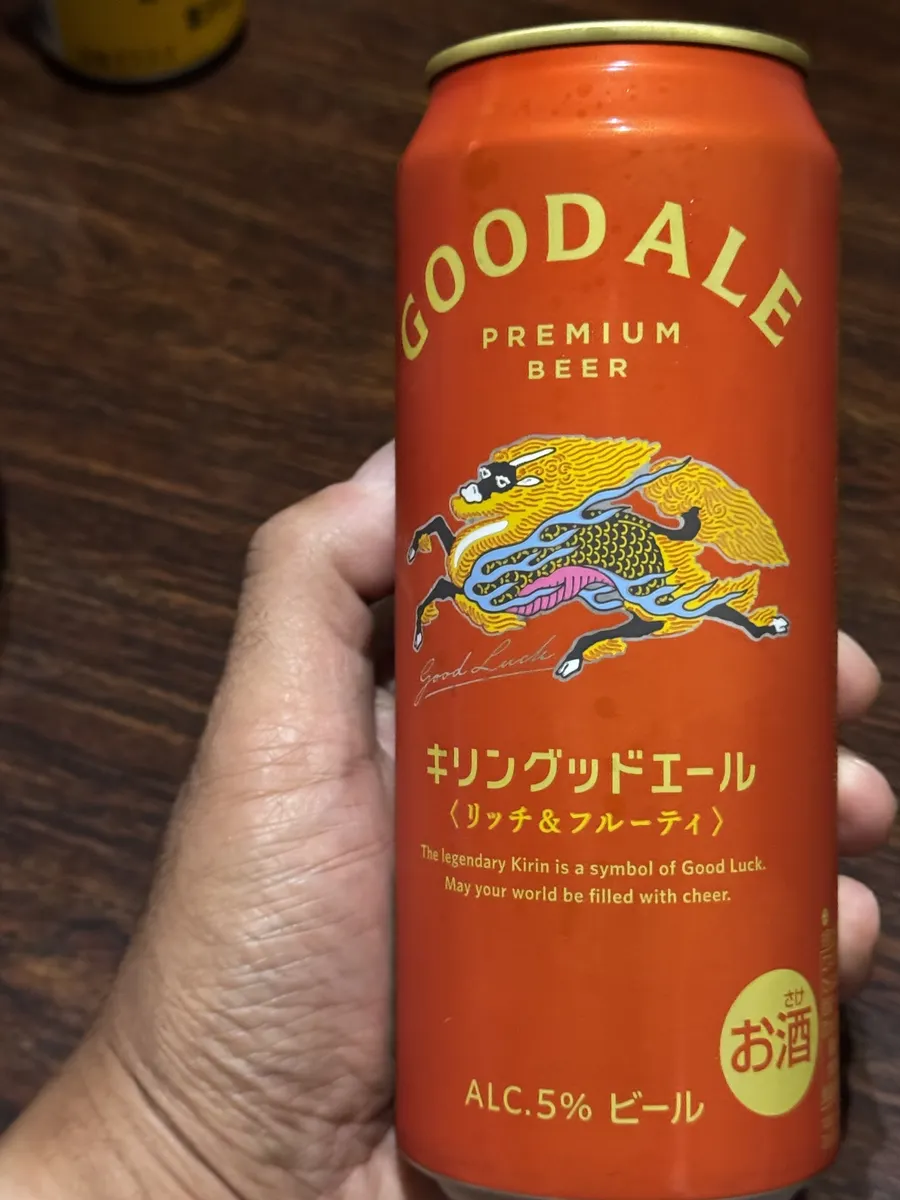 GOOD ALE
PREMIUM
BEER
Good Luck
キリングッドエール
〈リッチ&フルーティ〉
The legendary Kirin is a symbol of Good Luck.
May your world be filled with cheer.
さけ
お酒
ALC.5% ビール